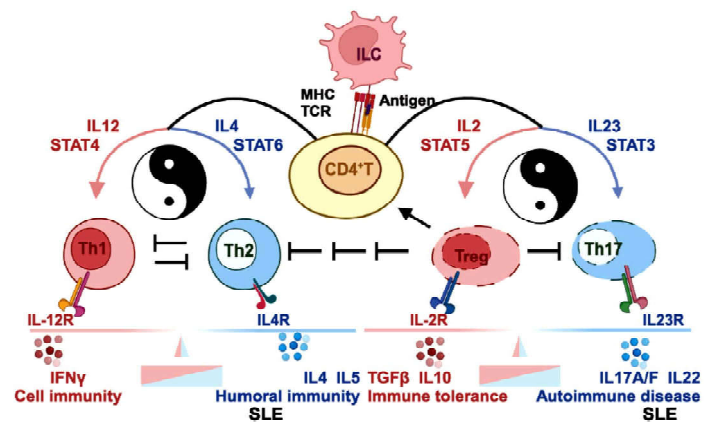 ILC
MHC
TCR
Antigen
IL12
STAT4
IL4
STAT6
CD4⁺T
IL2
STAT5
IL23
STAT3
Th1
Th2
Treg
Th17
IL-12R
IL4R
IL-2R
IL23R
IFNγ
Cell immunity
IL4 IL5
Humoral immunity
SLE
TGFβ IL10
Immune tolerance
IL17A/F IL22
Autoimmune disease
SLE